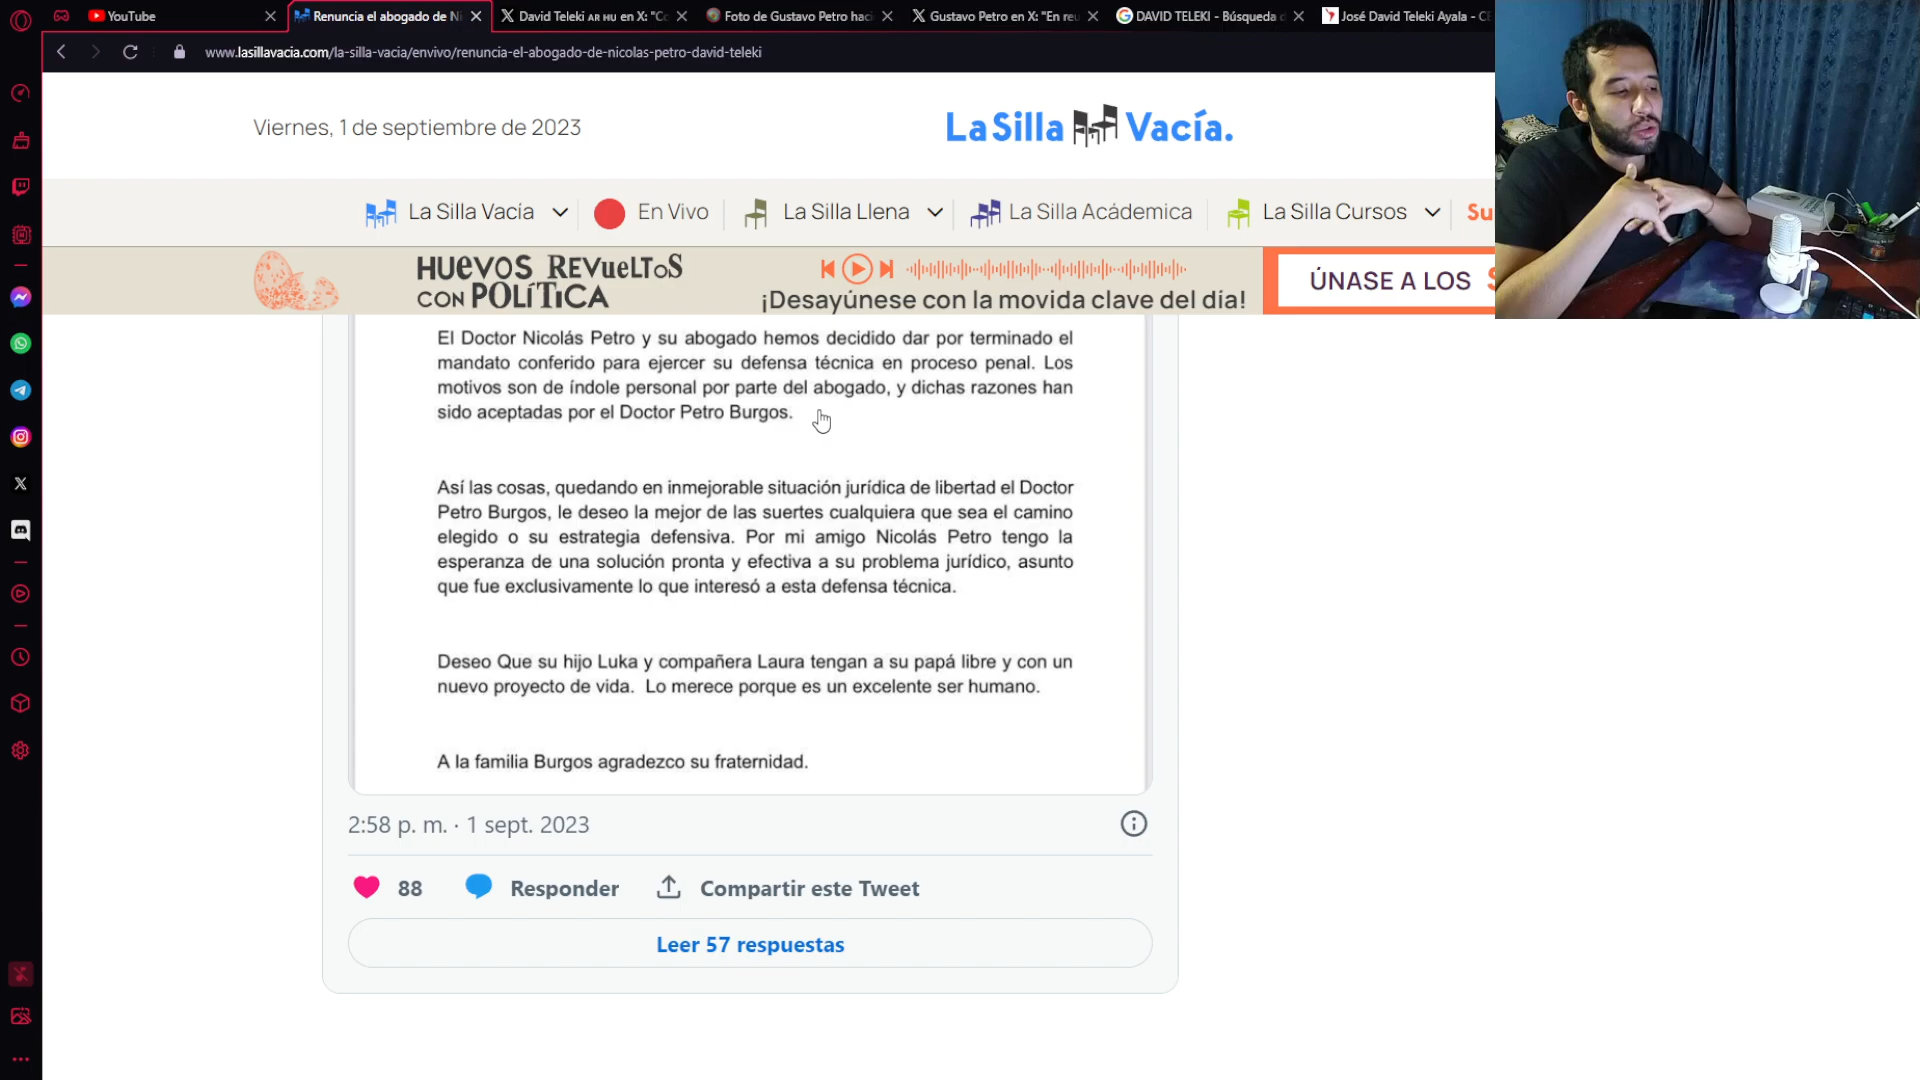 YouTube
Renuncia el abogado de Ni
David Teleki AR HU en X: "Cc
Foto de Gustavo Petro haci
Gustavo Petro en X: "En reu
DAVID TELEKI - Búsqueda d
José David Teleki Ayala - CE
www.lasillavacia.com/la-silla-vacia/envivo/renuncia-el-abogado-de-nicolas-petro-david-teleki
Viernes, 1 de septiembre de 2023
La Silla Vacía.
La Silla Vacía
En Vivo
La Silla Llena
La Silla Académica
La Silla Cursos
Su
HUEVOS REVUELTOS
CON POLÍTICA
¡Desayúnese con la movida clave del día!
ÚNASE A LOS S
El Doctor Nicolás Petro y su abogado hemos decidido dar por terminado el
mandato conferido para ejercer su defensa técnica en proceso penal. Los
motivos son de índole personal por parte del abogado, y dichas razones han
sido aceptadas por el Doctor Petro Burgos.
Así las cosas, quedando en inmejorable situación jurídica de libertad el Doctor
Petro Burgos, le deseo la mejor de las suertes cualquiera que sea el camino
elegido o su estrategia defensiva. Por mi amigo Nicolás Petro tengo la
esperanza de una solución pronta y efectiva a su problema jurídico, asunto
que fue exclusivamente lo que interesó a esta defensa técnica.
Deseo Que su hijo Luka y compañera Laura tengan a su papá libre y con un
nuevo proyecto de vida. Lo merece porque es un excelente ser humano.
A la familia Burgos agradezco su fraternidad.
2:58 p. m. · 1 sept. 2023
88
Responder
Compartir este Tweet
Leer 57 respuestas